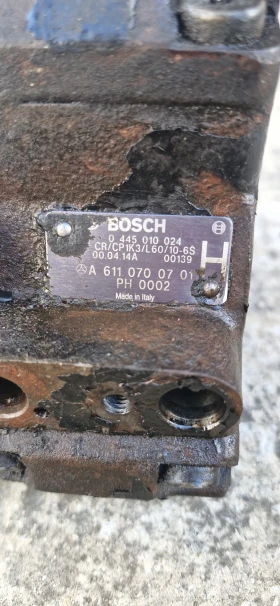 BOSCH
0 445 010 024
CR/CP1K3/L60/10-6S
00.04 14A 00139
H
A 611 070 07 01
PH 0002
Made in Italy